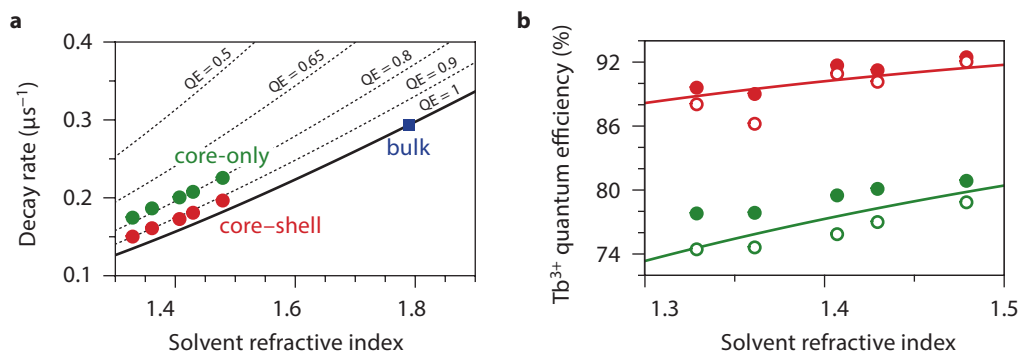 a
0.4
0.3
0.2
0.1
Decay rate (μs⁻¹)
QE = 0.5
QE = 0.65
QE = 0.8
QE = 0.9
QE = 1
core-only
core–shell
bulk
1.4
1.6
1.8
Solvent refractive index
b
92
86
80
74
Tb³⁺ quantum efficiency (%)
1.3
1.4
1.5
Solvent refractive index